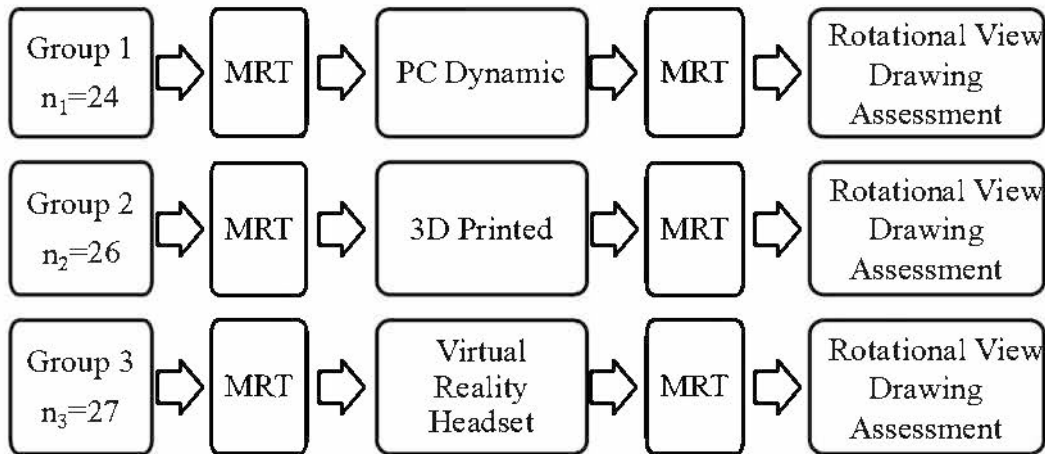 Group 1
n₁=24
MRT
PC Dynamic
MRT
Rotational View
Drawing
Assessment
Group 2
n₂=26
MRT
3D Printed
MRT
Rotational View
Drawing
Assessment
Group 3
n₃=27
MRT
Virtual
Reality
Headset
MRT
Rotational View
Drawing
Assessment